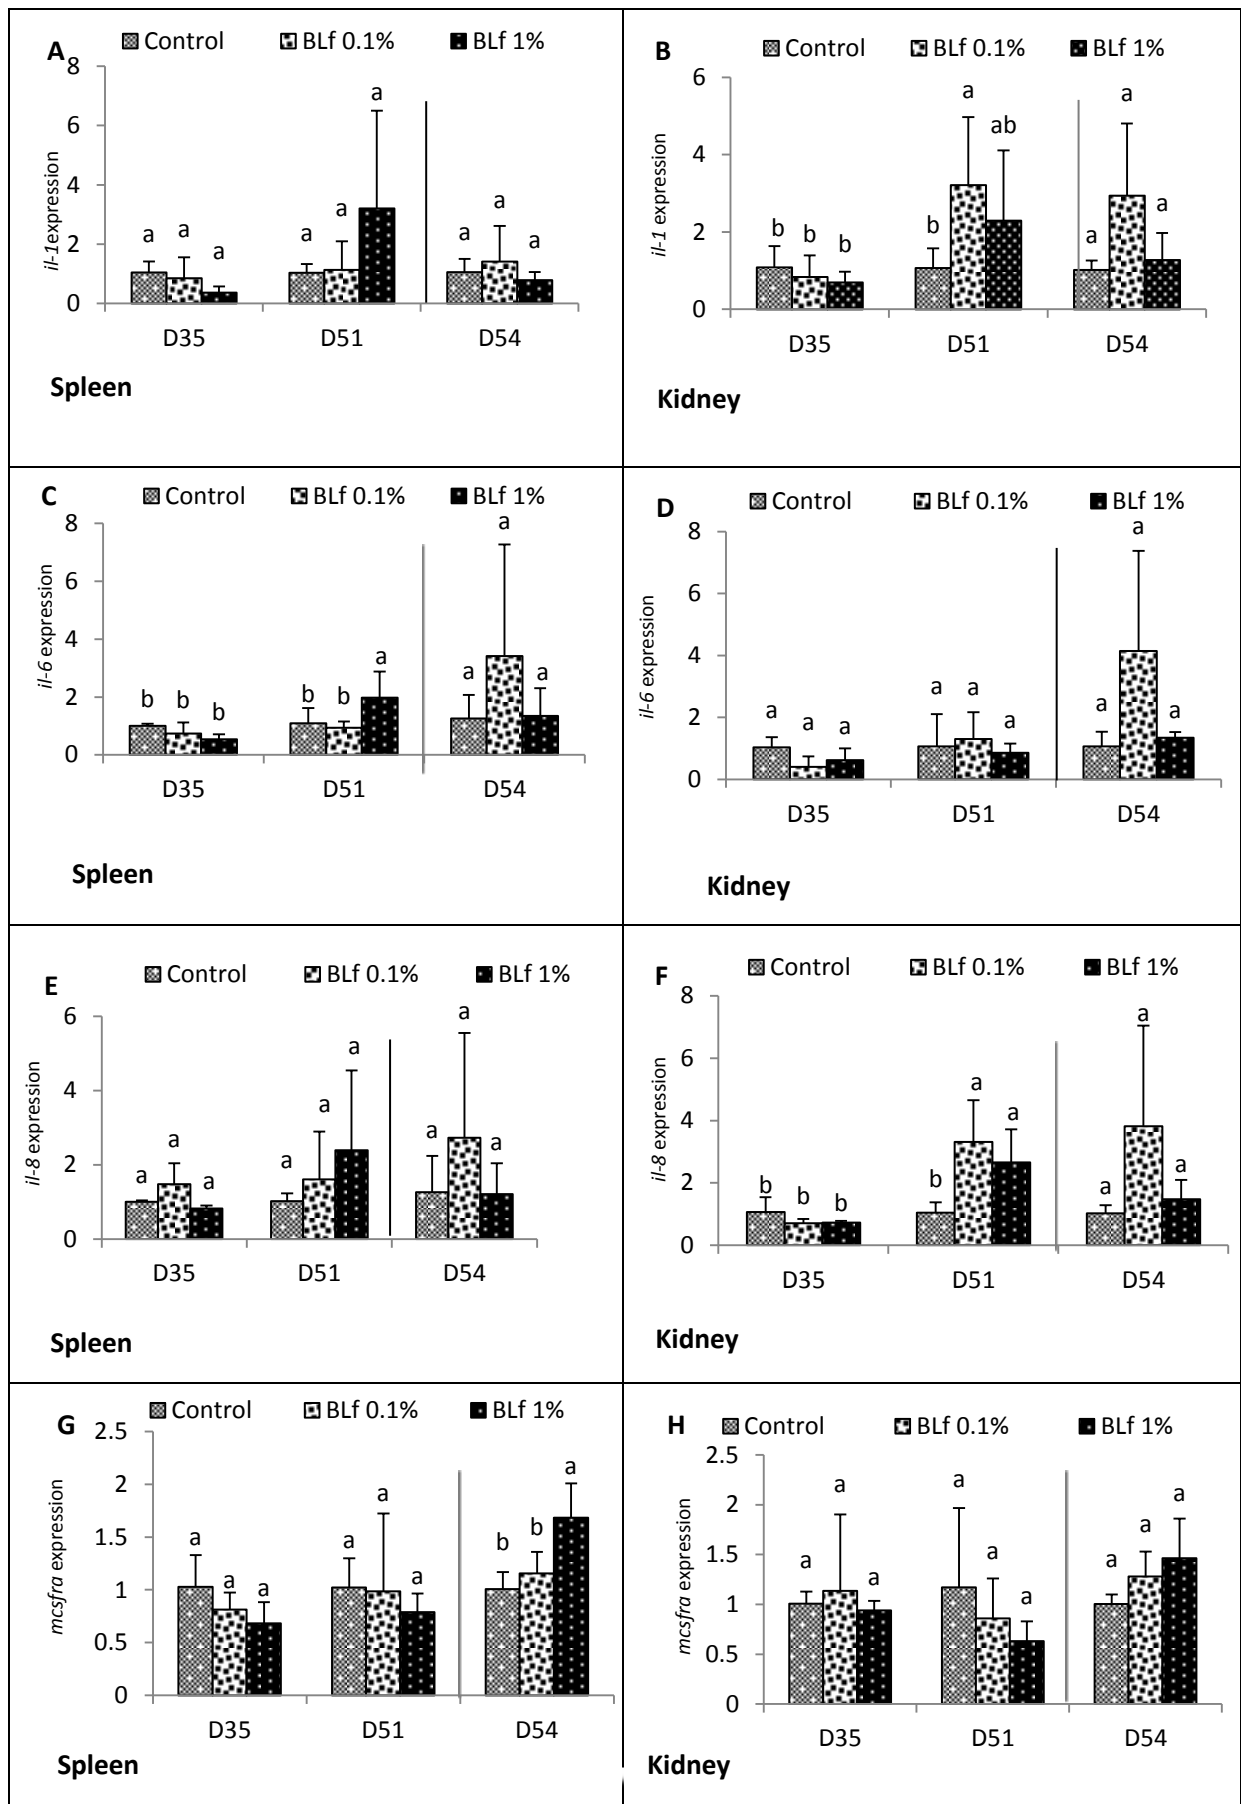 A Control BLf 0.1% BLf 1%
8
6
4
2
0
il-1expression
a a a a a a a a a
D35 D51 D54
Spleen
B Control BLf 0.1% BLf 1%
6
4
2
0
il-1 expression
b b b b a ab a a a
D35 D51 D54
Kidney
C Control BLf 0.1% BLf 1%
8
6
4
2
0
il-6 expression
b b b b b a a a a
D35 D51 D54
Spleen
D Control BLf 0.1% BLf 1%
8
6
4
2
0
il-6 expression
a a a a a a a a a
D35 D51 D54
Kidney
E Control BLf 0.1% BLf 1%
6
4
2
0
il-8 expression
a a a a a a a a a
D35 D51 D54
Spleen
F Control BLf 0.1% BLf 1%
8
6
4
2
0
il-8 expression
b b b b a a a a a
D35 D51 D54
Kidney
G Control BLf 0.1% BLf 1%
2.5
2
1.5
1
0.5
0
mcsfra expression
a a a a a a b b a
D35 D51 D54
Spleen
H Control BLf 0.1% BLf 1%
2.5
2
1.5
1
0.5
0
mcsfra expression
a a a a a a a a a
D35 D51 D54
Kidney